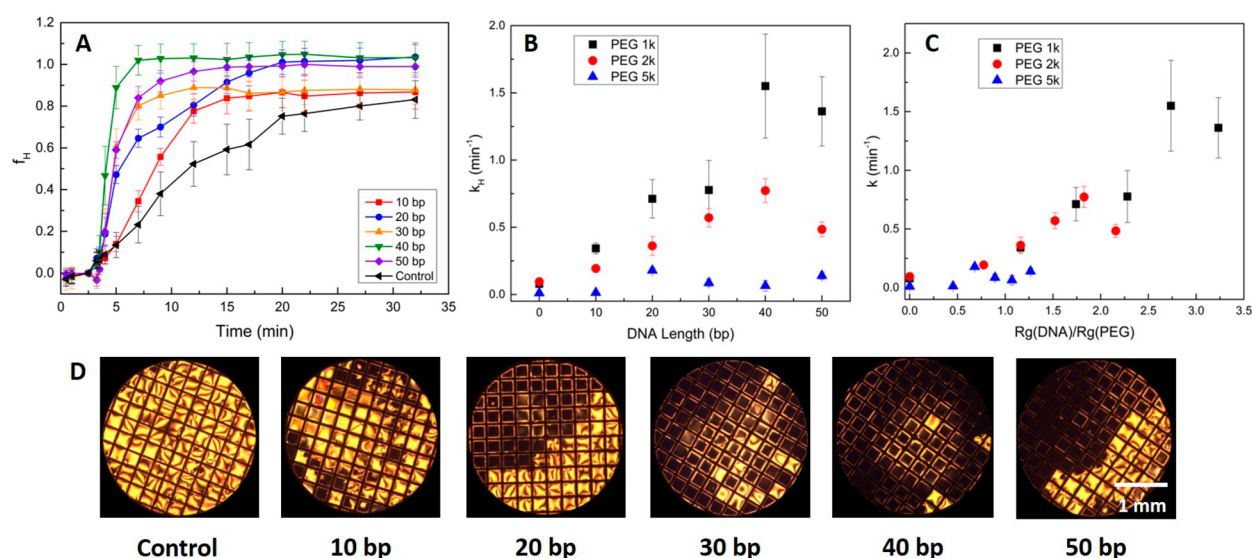 A
1.2
1.0
0.8
0.6
0.4
0.2
0.0
f_H
0 5 10 15 20 25 30 35
Time (min)
10 bp
20 bp
30 bp
40 bp
50 bp
Control
B
PEG 1k
PEG 2k
PEG 5k
2.0
1.5
1.0
0.5
0.0
k_H (min⁻¹)
0 10 20 30 40 50
DNA Length (bp)
C
PEG 1k
PEG 2k
PEG 5k
2.0
1.5
1.0
0.5
0.0
k (min⁻¹)
0.0 0.5 1.0 1.5 2.0 2.5 3.0 3.5
Rg(DNA)/Rg(PEG)
D
1 mm
Control 10 bp 20 bp 30 bp 40 bp 50 bp